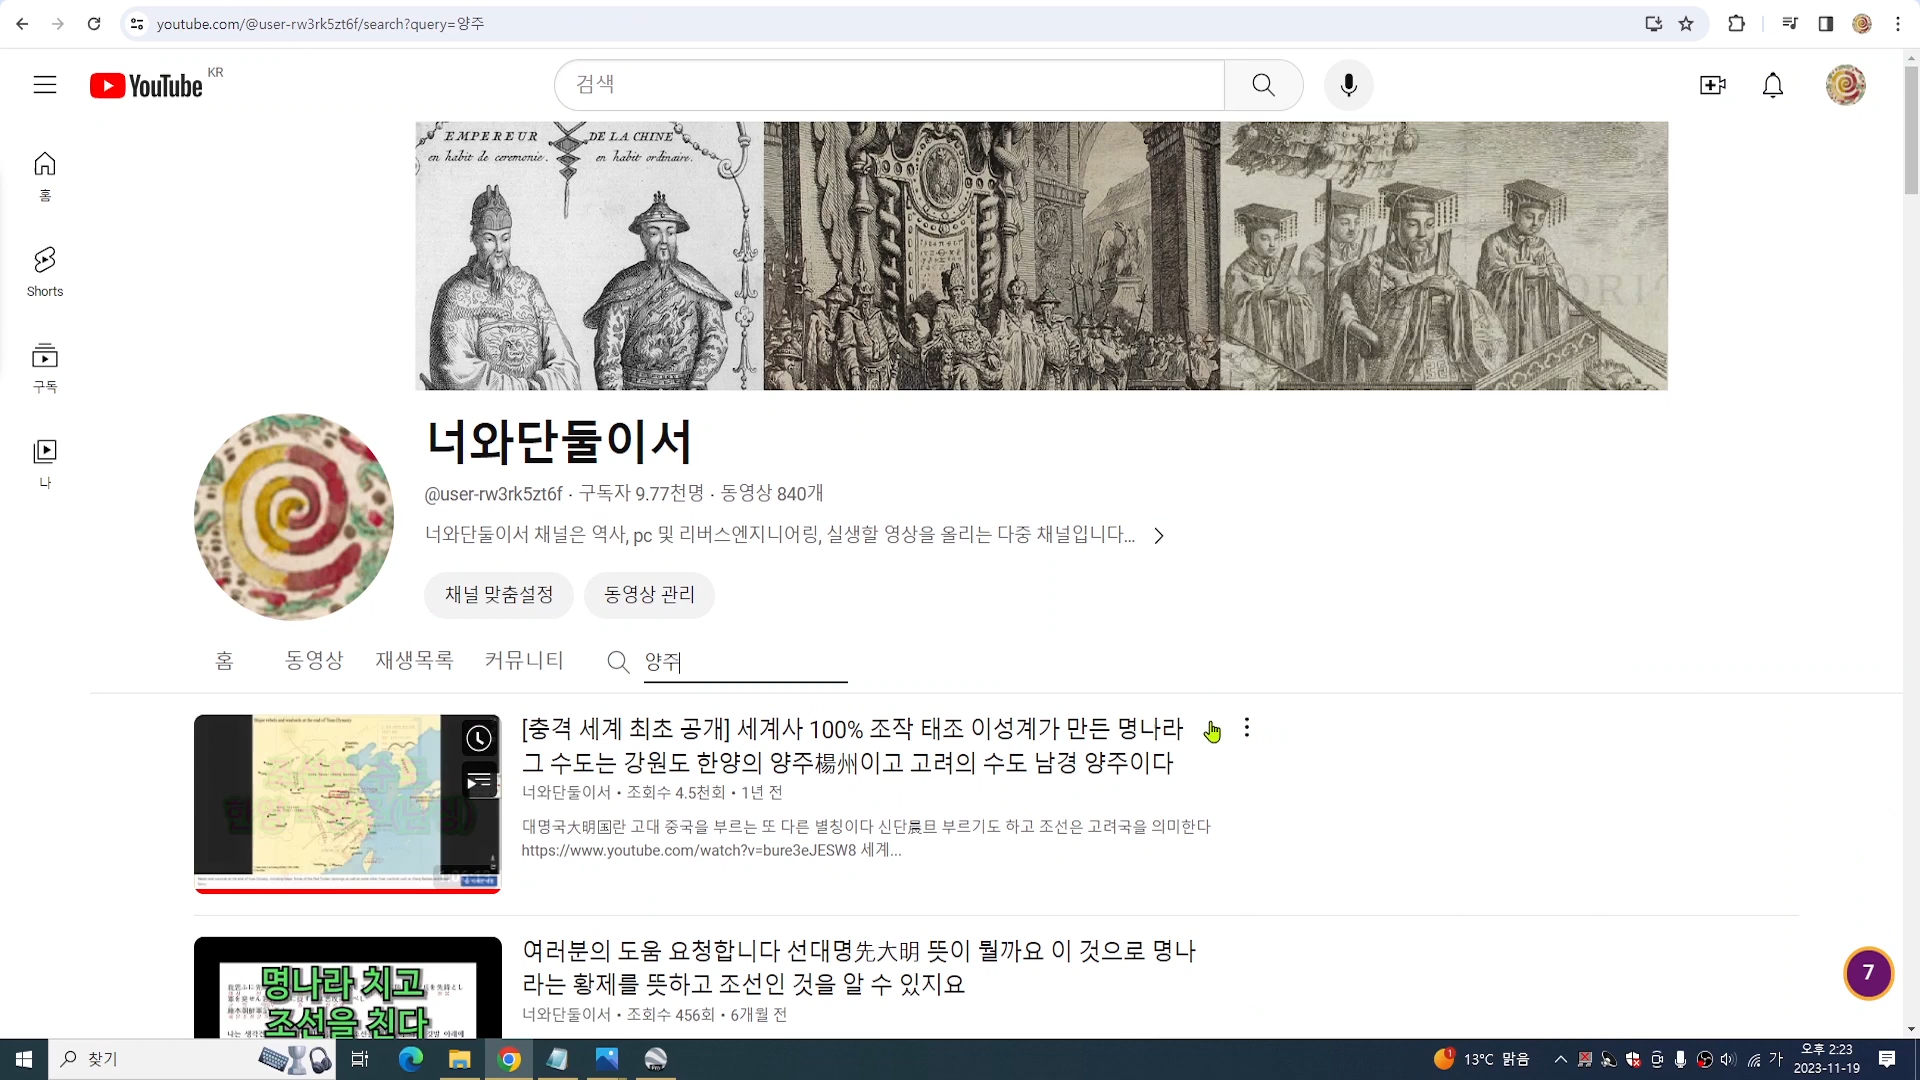 youtube.com/@user-rw3rk5zt6f/search?query=양주
YouTube KR
검색
홈
Shorts
구독
나
EMPEREUR DE LA CHINE
en habit de ceremonie. en habit ordinaire.
너와단둘이서
@user-rw3rk5zt6f · 구독자 9.77천명 · 동영상 840개
너와단둘이서 채널은 역사, pc 및 리버스엔지니어링, 실생할 영상을 올리는 다중 채널입니다...
채널 맞춤설정
동영상 관리
홈 동영상 재생목록 커뮤니티 양주
[충격 세계 최초 공개] 세계사 100% 조작 태조 이성계가 만든 명나라
그 수도는 강원도 한양의 양주楊州이고 고려의 수도 남경 양주이다
너와단둘이서 • 조회수 4.5천회 • 1년 전
대명국大明国란 고대 중국을 부르는 또 다른 별칭이다 신단晨旦 부르기도 하고 조선은 고려국을 의미한다
https://www.youtube.com/watch?v=bure3eJESW8 세계...
명나라 치고
조선을 친다
여러분의 도움 요청합니다 선대명先大明 뜻이 뭘까요 이 것으로 명나
라는 황제를 뜻하고 조선인 것을 알 수 있지요
너와단둘이서 • 조회수 456회 • 6개월 전
7
찾기
1
13°C 맑음
가
오후 2:23
2023-11-19